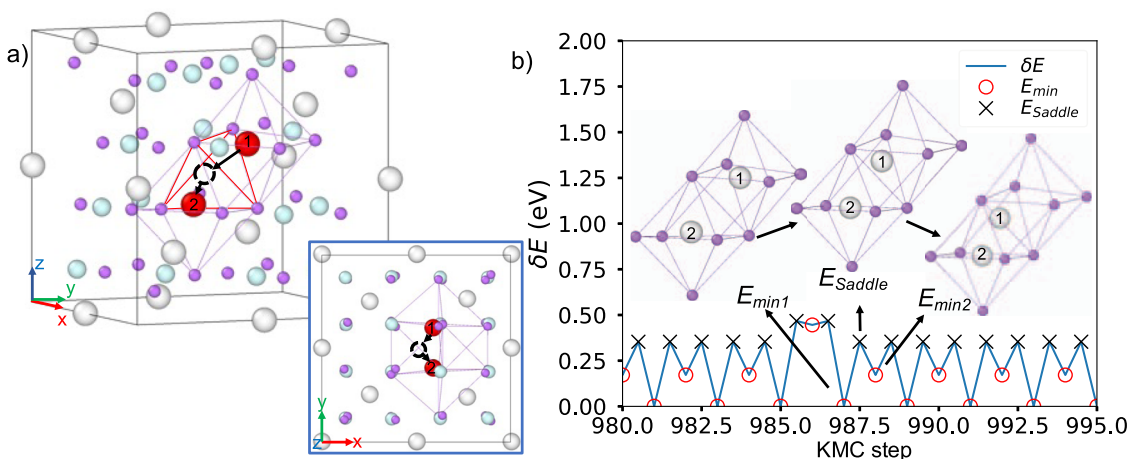 a)
1
2
z
y
x
1
2
y
z
x
b)
δE (eV)
2.00
1.75
1.50
1.25
1.00
0.75
0.50
0.25
0.00
δE
E_min
E_Saddle
1
2
1
2
1
2
E_min1
E_Saddle
E_min2
980.0 982.5 985.0 987.5 990.0 992.5 995.0
KMC step